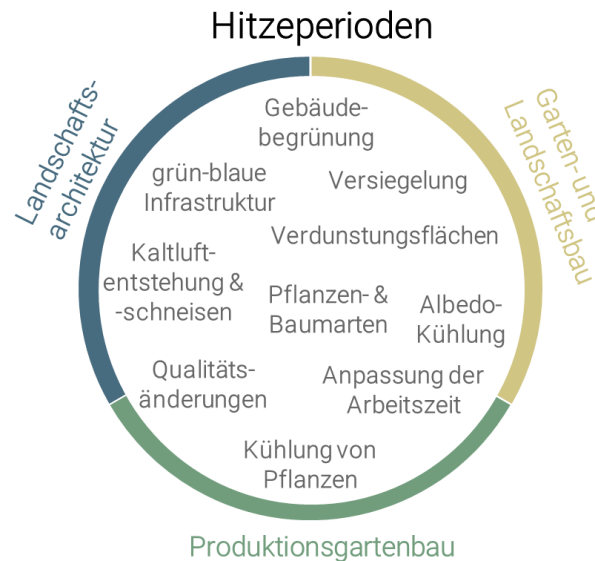 Hitzeperioden
Landschafts-
architektur
Garten- und
Landschaftsbau
Gebäude-
begrünung
grün-blaue
Infrastruktur
Versiegelung
Verdunstungsflächen
Kaltluft-
entstehung &
-schneisen
Pflanzen- &
Baumarten
Albedo-
Kühlung
Qualitäts-
änderungen
Anpassung der
Arbeitszeit
Kühlung von
Pflanzen
Produktionsgartenbau